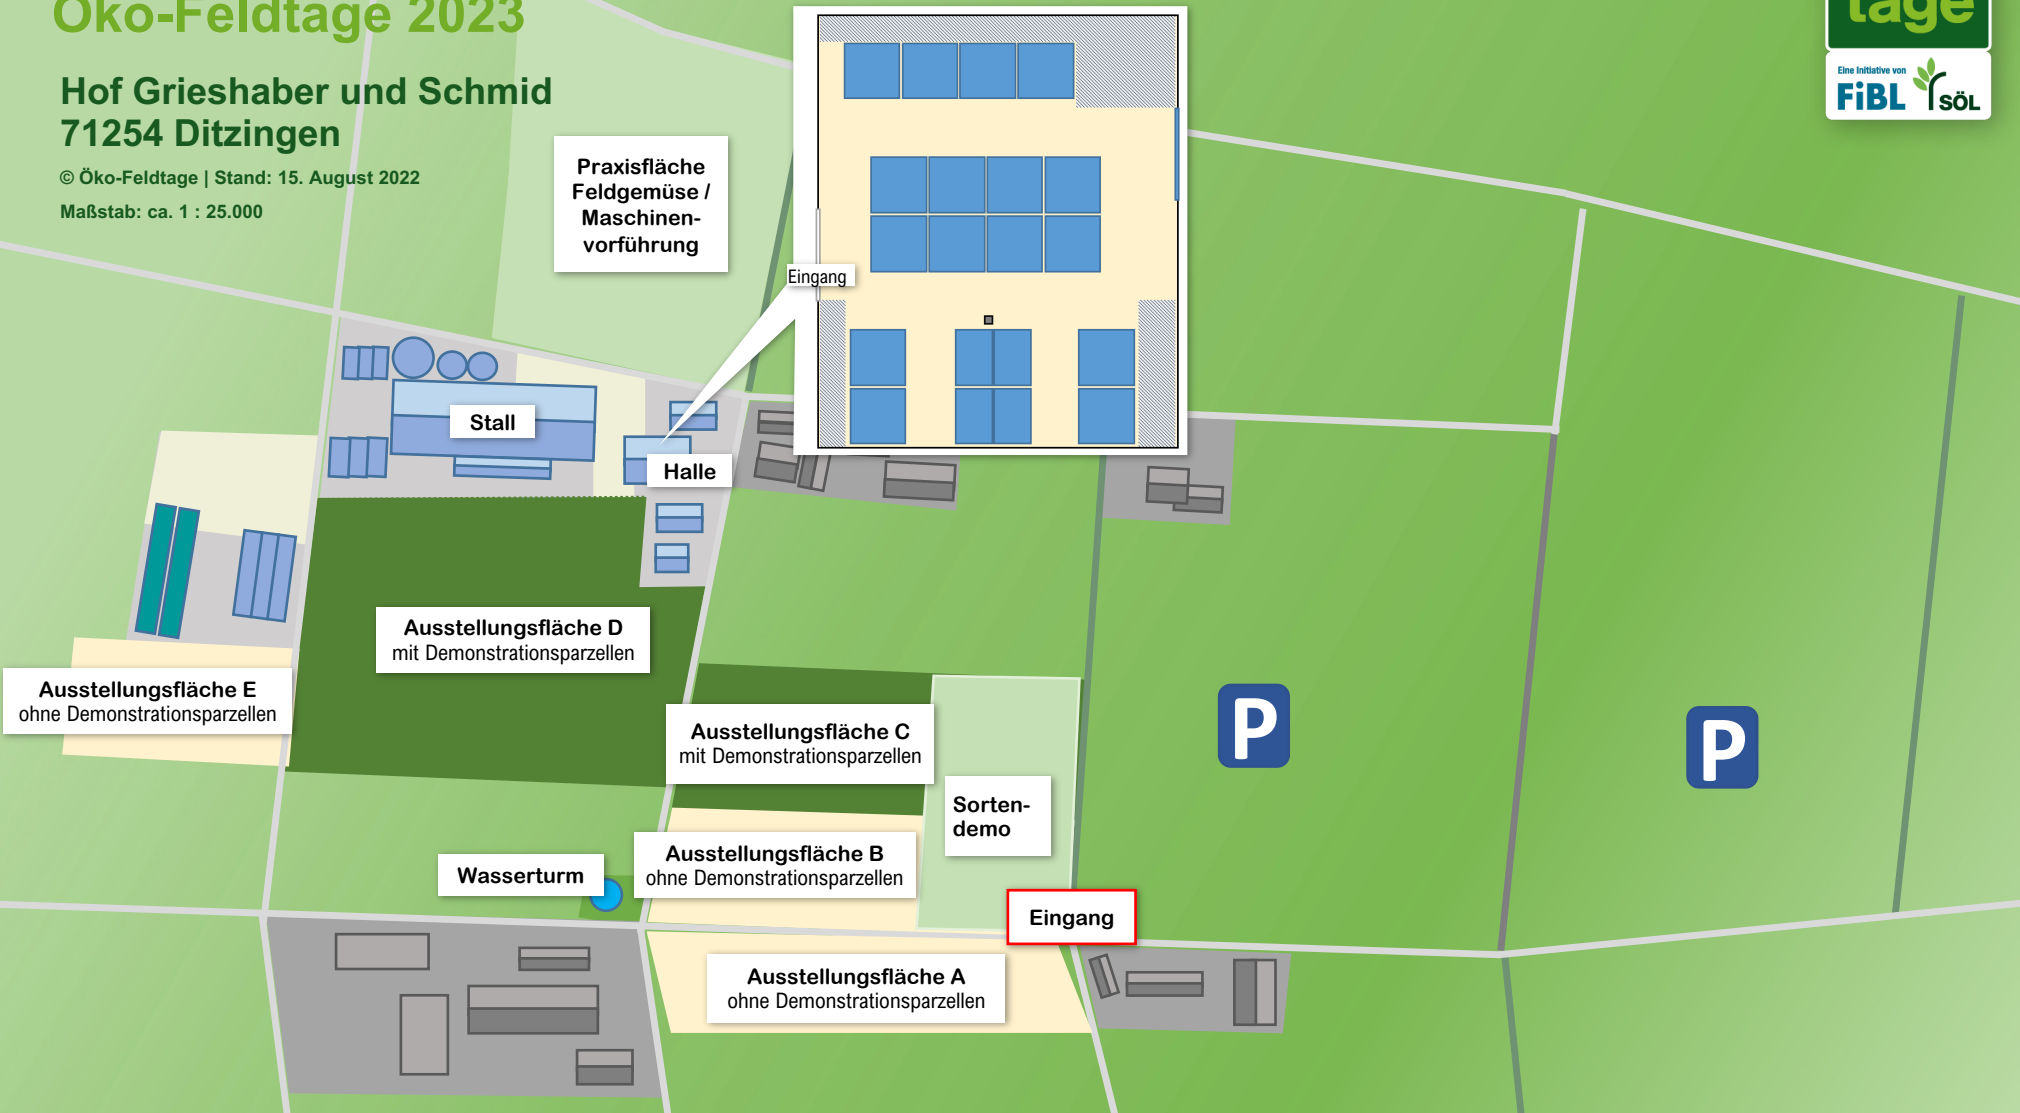 Öko-Feldtage 2023
Hof Grieshaber und Schmid
71254 Ditzingen
© Öko-Feldtage | Stand: 15. August 2022
Maßstab: ca. 1 : 25.000
tage
Eine Initiative von
FiBL
SÖL
Praxisfläche
Feldgemüse /
Maschinen-
vorführung
Eingang
Stall
Halle
Ausstellungsfläche D
mit Demonstrationsparzellen
Ausstellungsfläche E
ohne Demonstrationsparzellen
Ausstellungsfläche C
mit Demonstrationsparzellen
P
P
Sorten-
demo
Ausstellungsfläche B
ohne Demonstrationsparzellen
Wasserturm
Eingang
Ausstellungsfläche A
ohne Demonstrationsparzellen